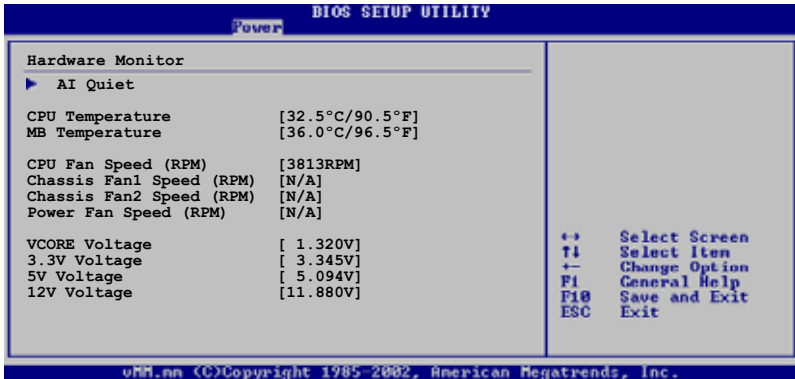 BIOS SETUP UTILITY
Power
Hardware Monitor
AI Quiet
CPU Temperature [32.5°C/90.5°F]
MB Temperature [36.0°C/96.5°F]
CPU Fan Speed (RPM) [3813RPM]
Chassis Fan1 Speed (RPM) [N/A]
Chassis Fan2 Speed (RPM) [N/A]
Power Fan Speed (RPM) [N/A]
VCORE Voltage [ 1.320V]
3.3V Voltage [ 3.345V]
5V Voltage [ 5.094V]
12V Voltage [11.880V]
↔ Select Screen
↑↓ Select Item
+- Change Option
F1 General Help
F10 Save and Exit
ESC Exit
vMM.mm (C)Copyright 1985-2002, American Megatrends, Inc.